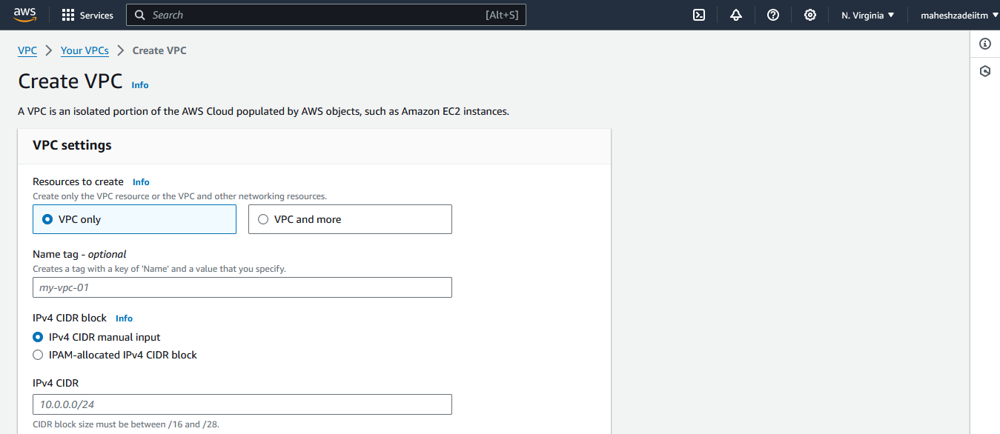 aws Services Search [Alt+S] N. Virginia maheshzadeiitm
VPC Your VPCs Create VPC
Create VPC Info
A VPC is an isolated portion of the AWS Cloud populated by AWS objects, such as Amazon EC2 instances.
VPC settings
Resources to create Info
Create only the VPC resource or the VPC and other networking resources.
VPC only VPC and more
Name tag - optional
Creates a tag with a key of 'Name' and a value that you specify.
my-vpc-01
IPv4 CIDR block Info
IPv4 CIDR manual input
IPAM-allocated IPv4 CIDR block
IPv4 CIDR
10.0.0.0/24
CIDR block size must be between /16 and /28.